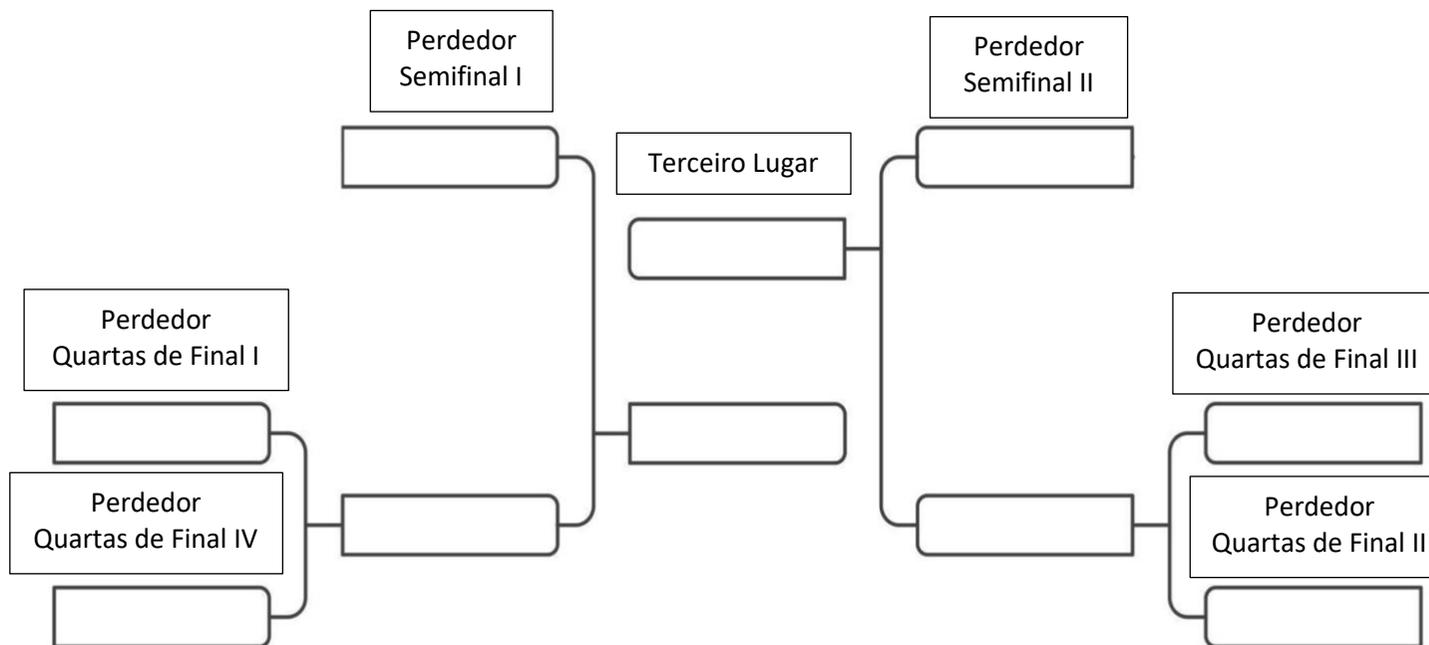 Perdedor
Semifinal I
Perdedor
Semifinal II
Terceiro Lugar
Perdedor
Quartas de Final I
Perdedor
Quartas de Final III
Perdedor
Quartas de Final IV
Perdedor
Quartas de Final II